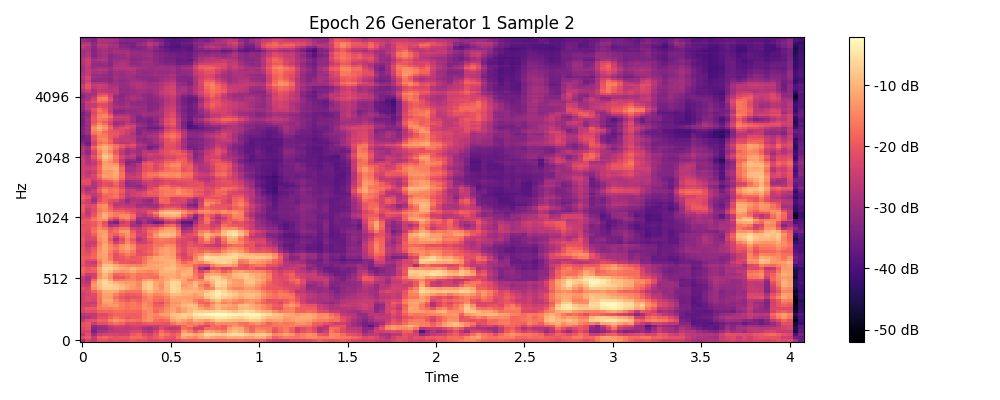 Epoch 26 Generator 1 Sample 2
Hz
4096
2048
1024
512
0
0 0.5 1 1.5 2 2.5 3 3.5 4
Time
-10 dB
-20 dB
-30 dB
-40 dB
-50 dB